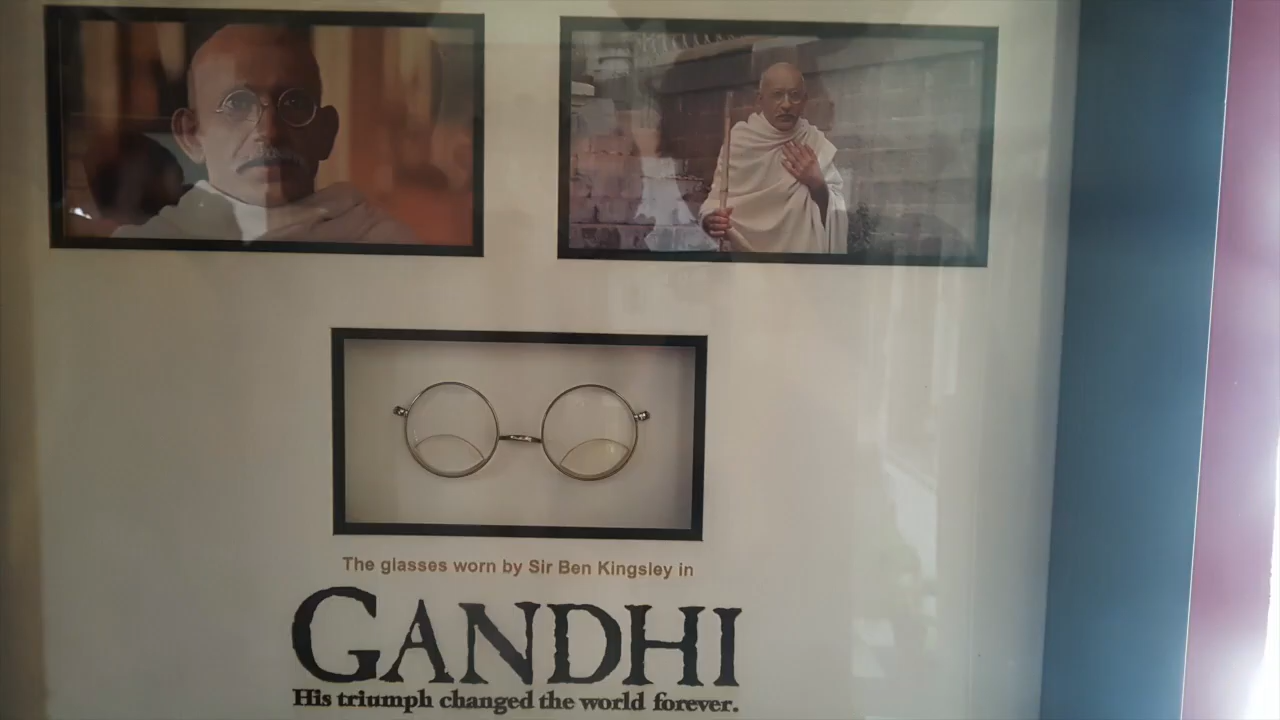 The glasses worn by Sir Ben Kingsley in
GANDHI
His triumph changed the world forever.